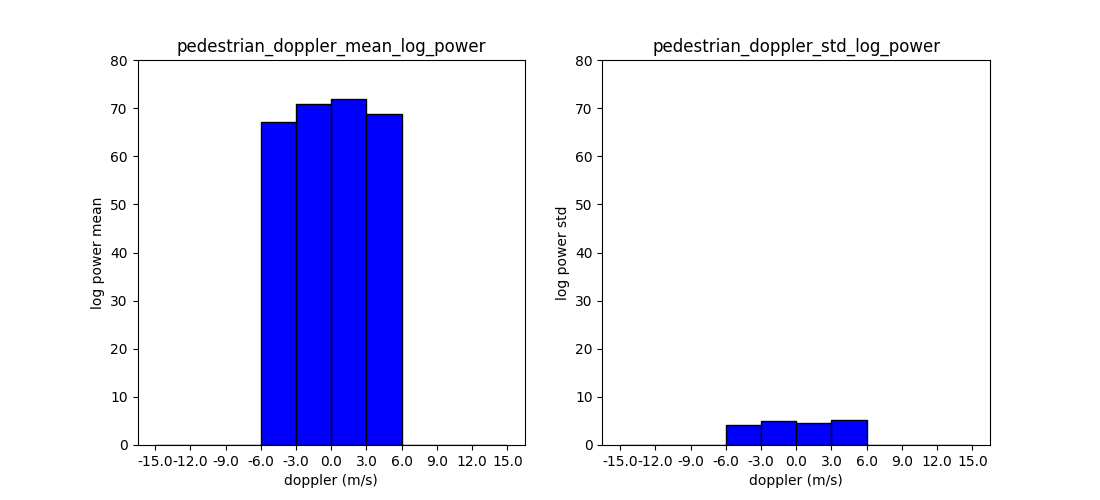 pedestrian_doppler_mean_log_power
80
70
60
50
40
30
20
10
0
log power mean
-15.0 -12.0 -9.0 -6.0 -3.0 0.0 3.0 6.0 9.0 12.0 15.0
doppler (m/s)
pedestrian_doppler_std_log_power
80
70
60
50
40
30
20
10
0
log power std
-15.0 -12.0 -9.0 -6.0 -3.0 0.0 3.0 6.0 9.0 12.0 15.0
doppler (m/s)